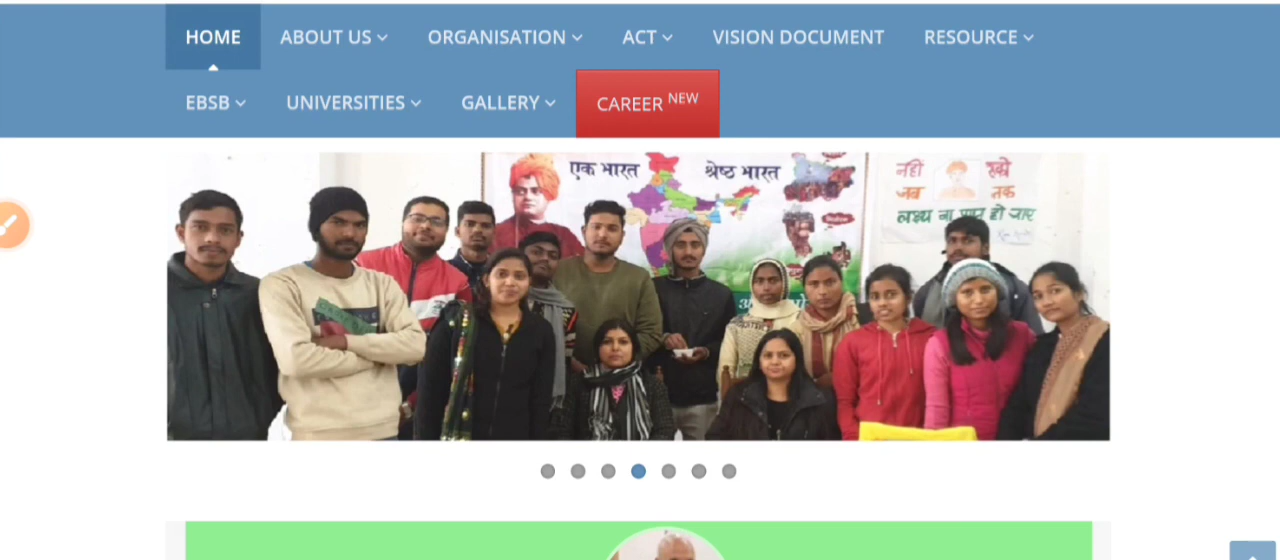 HOME ABOUT US ORGANISATION ACT VISION DOCUMENT RESOURCE
EBSB UNIVERSITIES GALLERY CAREER NEW
एक भारत श्रेष्ठ भारत
नहीं रुको
जब तक
लक्ष्य ना प्राप्त हो जाए